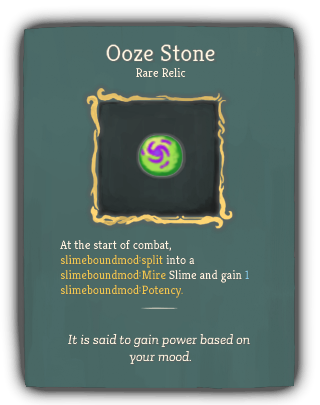 Ooze Stone
Rare Relic
At the start of combat,
slimeboundmod:split into a
slimeboundmod:Mire Slime and gain 1
slimeboundmod:Potency.
It is said to gain power based on
your mood.